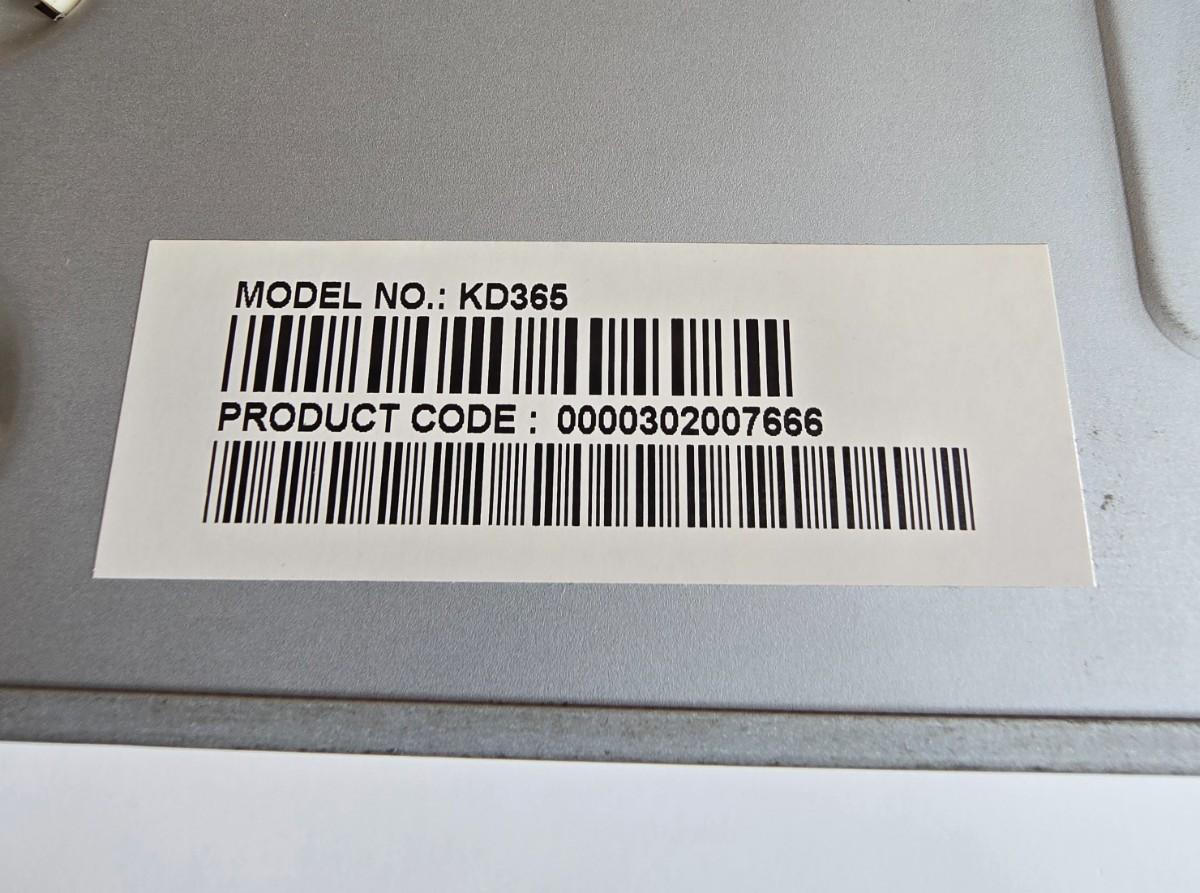 MODEL NO.: KD365
PRODUCT CODE : 0000302007666